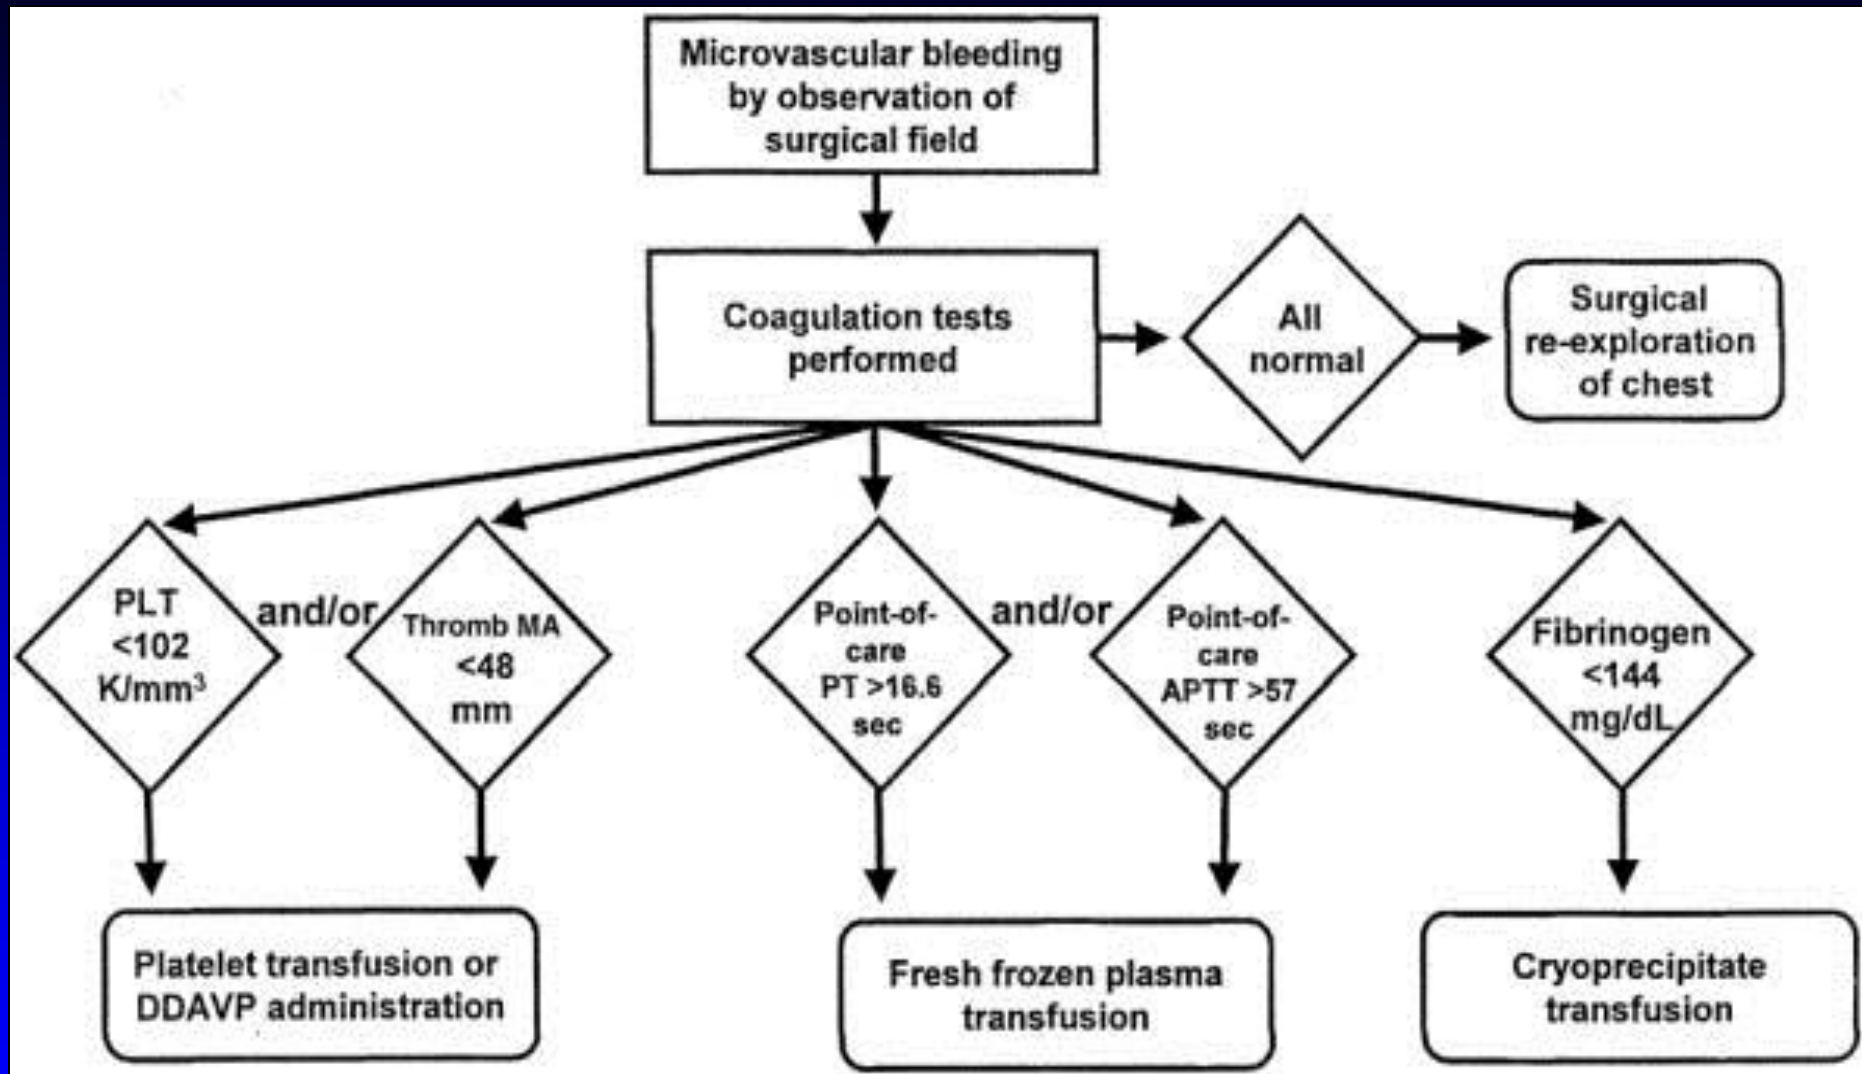 Microvascular bleeding
by observation of
surgical field
Coagulation tests
performed
All
normal
Surgical
re-exploration
of chest
PLT
<102
K/mm³
and/or
Thromb MA
<48
mm
Point-of-
care
PT >16.6
sec
and/or
Point-of-
care
APTT >57
sec
Fibrinogen
<144
mg/dL
Platelet transfusion or
DDAVP administration
Fresh frozen plasma
transfusion
Cryoprecipitate
transfusion